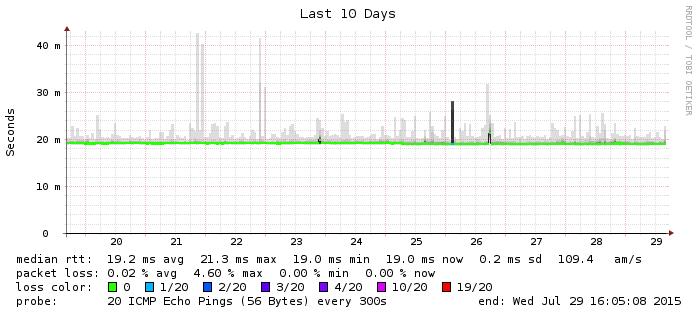 Last 10 Days
RRDTOOL / TOBI OETIKER
Seconds
40 m
30 m
20 m
10 m
0
20 21 22 23 24 25 26 27 28 29
median rtt: 19.2 ms avg 21.3 ms max 19.0 ms min 19.0 ms now 0.2 ms sd 109.4 am/s
packet loss: 0.02 % avg 4.60 % max 0.00 % min 0.00 % now
loss color: 0 1/20 2/20 3/20 4/20 10/20 19/20
probe: 20 ICMP Echo Pings (56 Bytes) every 300s end: Wed Jul 29 16:05:08 2015